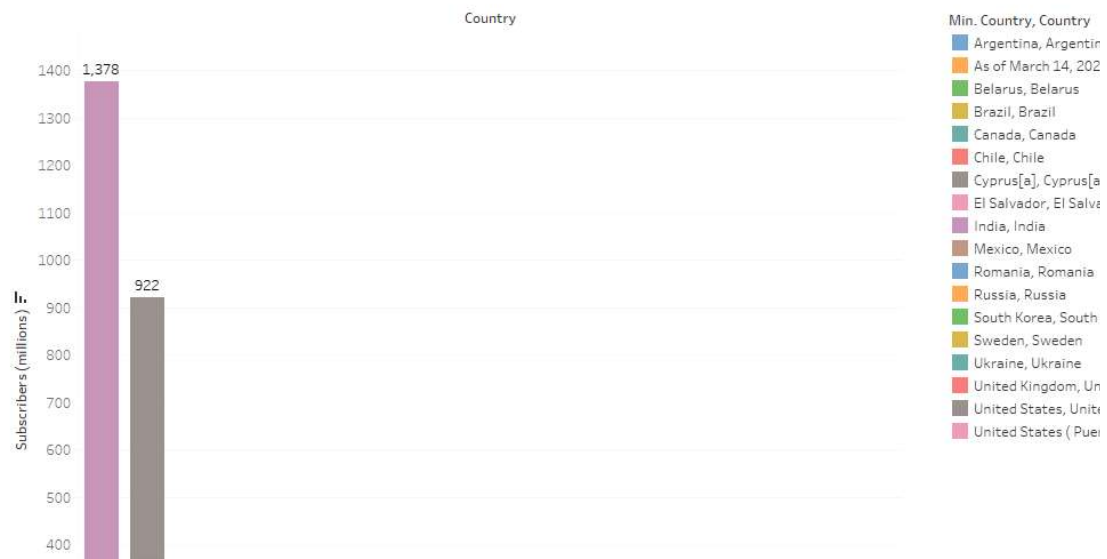 Country
1400
1300
1200
1100
1000
900
800
700
600
500
400
Subscribers (millions)
1,378
922
Min. Country, Country
Argentina, Argentin
As of March 14, 202
Belarus, Belarus
Brazil, Brazil
Canada, Canada
Chile, Chile
Cyprus[a], Cyprus[a
El Salvador, El Salva
India, India
Mexico, Mexico
Romania, Romania
Russia, Russia
South Korea, South
Sweden, Sweden
Ukraine, Ukraine
United Kingdom, Un
United States, Unite
United States ( Puer